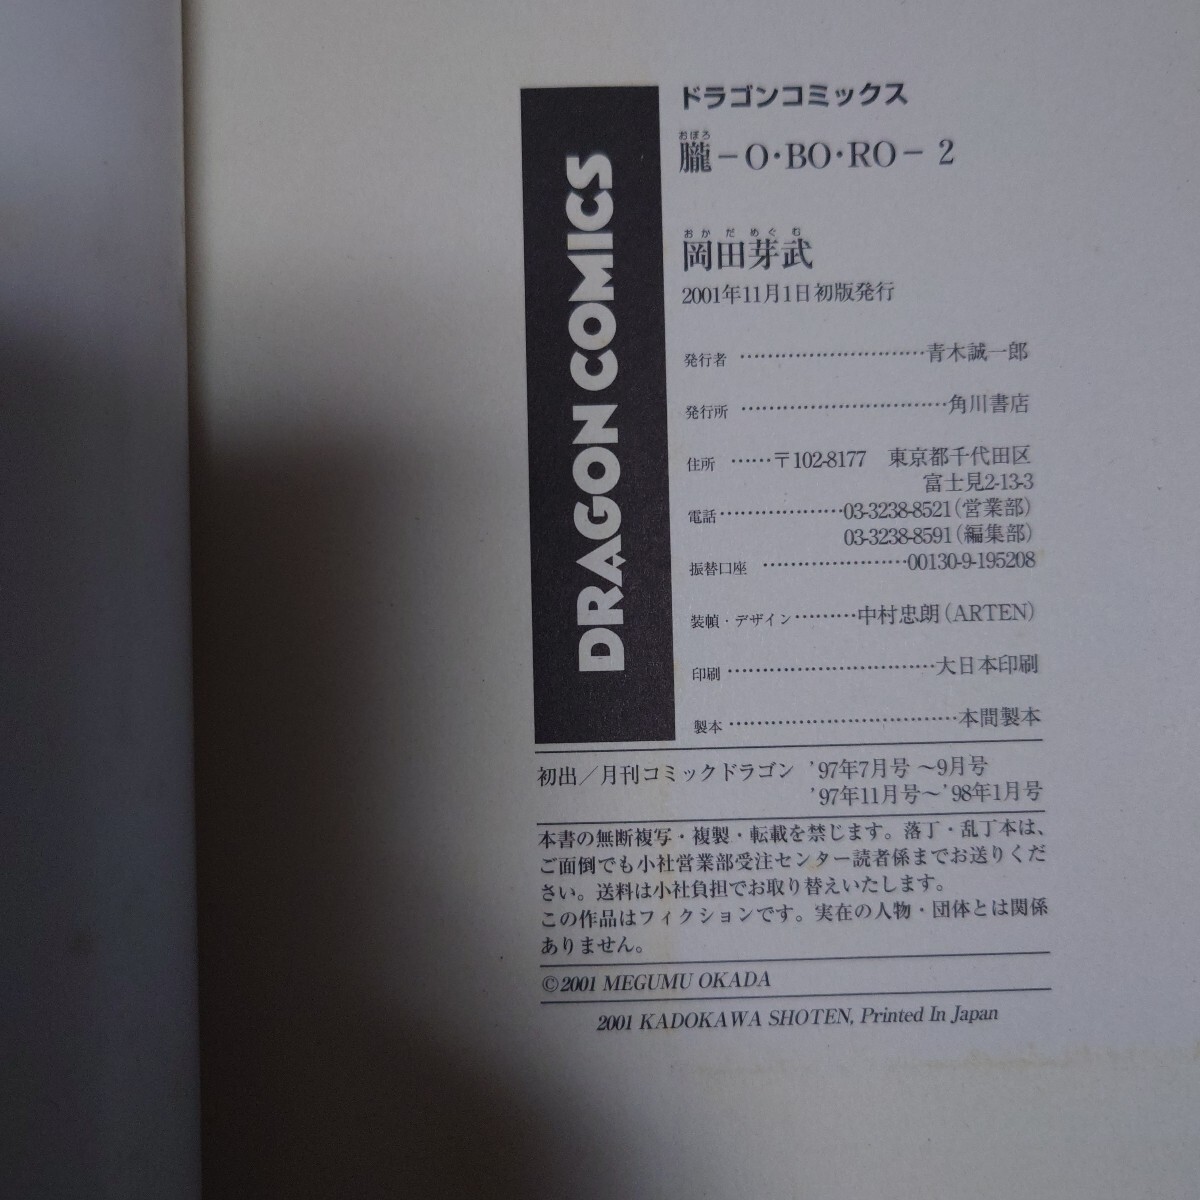 DRAGON COMICS
ドラゴンコミックス
おぼろ
朧－O・BO・RO－2
おかだめぐむ
岡田芽武
2001年11月1日初版発行
発行者 …………………………青木誠一郎
発行所 ……………………………角川書店
住所 ……〒102-8177 東京都千代田区
富士見2-13-3
電話………………03-3238-8521（営業部）
03-3238-8591（編集部）
振替口座 …………………00130-9-195208
装幀・デザイン………中村忠朗（ARTEN）
印刷……………………………大日本印刷
製本………………………………本間製本
初出／月刊コミックドラゴン ’97年7月号 〜9月号
’97年11月号〜’98年1月号
本書の無断複写・複製・転載を禁じます。落丁・乱丁本は、
ご面倒でも小社営業部受注センター読者係までお送りくだ
さい。送料は小社負担でお取り替えいたします。
この作品はフィクションです。実在の人物・団体とは関係
ありません。
©2001 MEGUMU OKADA
2001 KADOKAWA SHOTEN, Printed In Japan